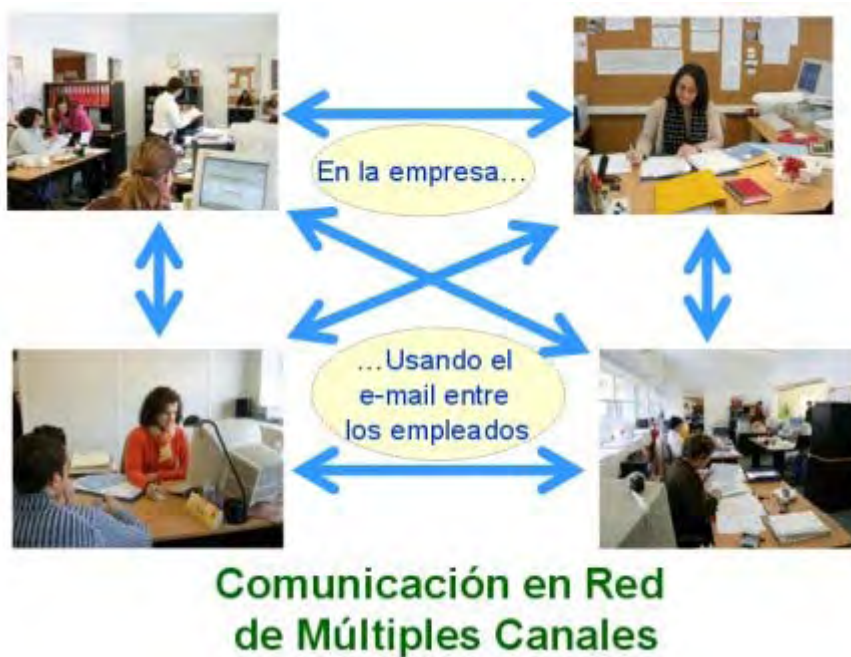 En la empresa...
...Usando el
e-mail entre
los empleados
Comunicación en Red
de Múltiples Canales